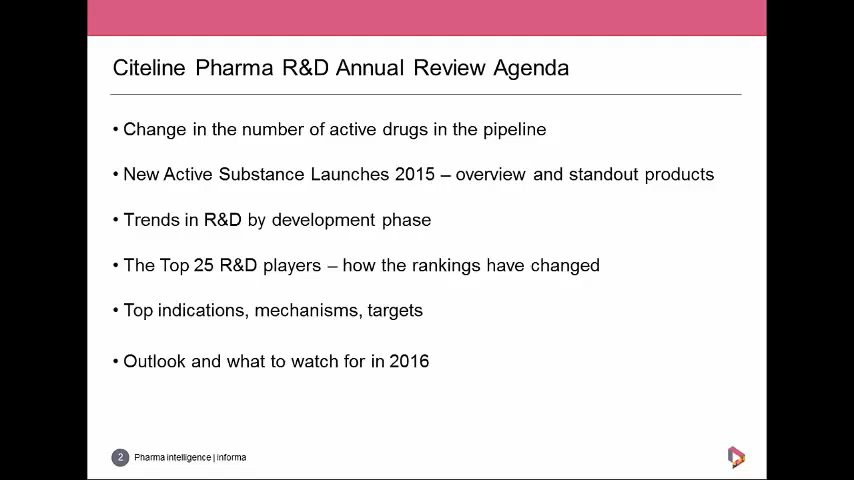 Citeline Pharma R&D Annual Review Agenda
• Change in the number of active drugs in the pipeline
• New Active Substance Launches 2015 – overview and standout products
• Trends in R&D by development phase
• The Top 25 R&D players – how the rankings have changed
• Top indications, mechanisms, targets
• Outlook and what to watch for in 2016
2 Pharma intelligence | informa